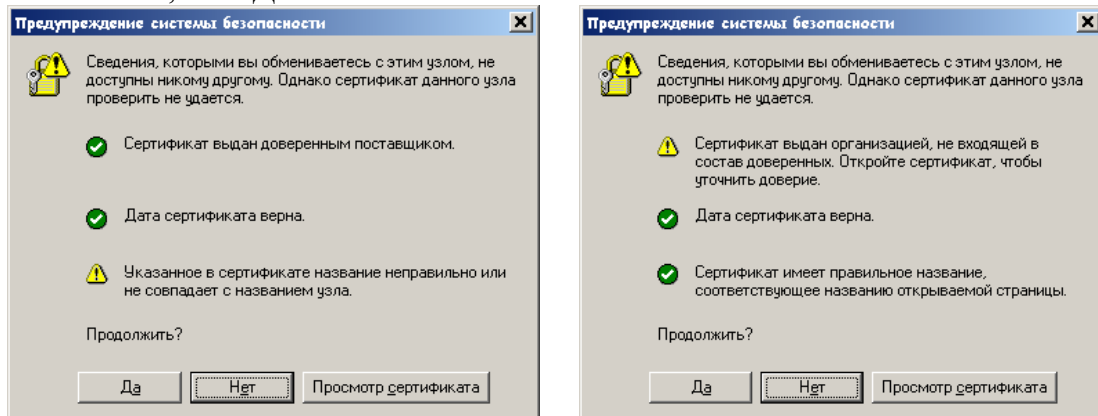 Предупреждение системы безопасности
Сведения, которыми вы обмениваетесь с этим узлом, не
доступны никому другому. Однако сертификат данного узла
проверить не удается.
Сертификат выдан доверенным поставщиком.
Дата сертификата верна.
Указанное в сертификате название неправильно или
не совпадает с названием узла.
Продолжить?
Да
Нет
Просмотр сертификата
Предупреждение системы безопасности
Сведения, которыми вы обмениваетесь с этим узлом, не
доступны никому другому. Однако сертификат данного узла
проверить не удается.
Сертификат выдан организацией, не входящей в
состав доверенных. Откройте сертификат, чтобы
уточнить доверие.
Дата сертификата верна.
Сертификат имеет правильное название,
соответствующее названию открываемой страницы.
Продолжить?
Да
Нет
Просмотр сертификата